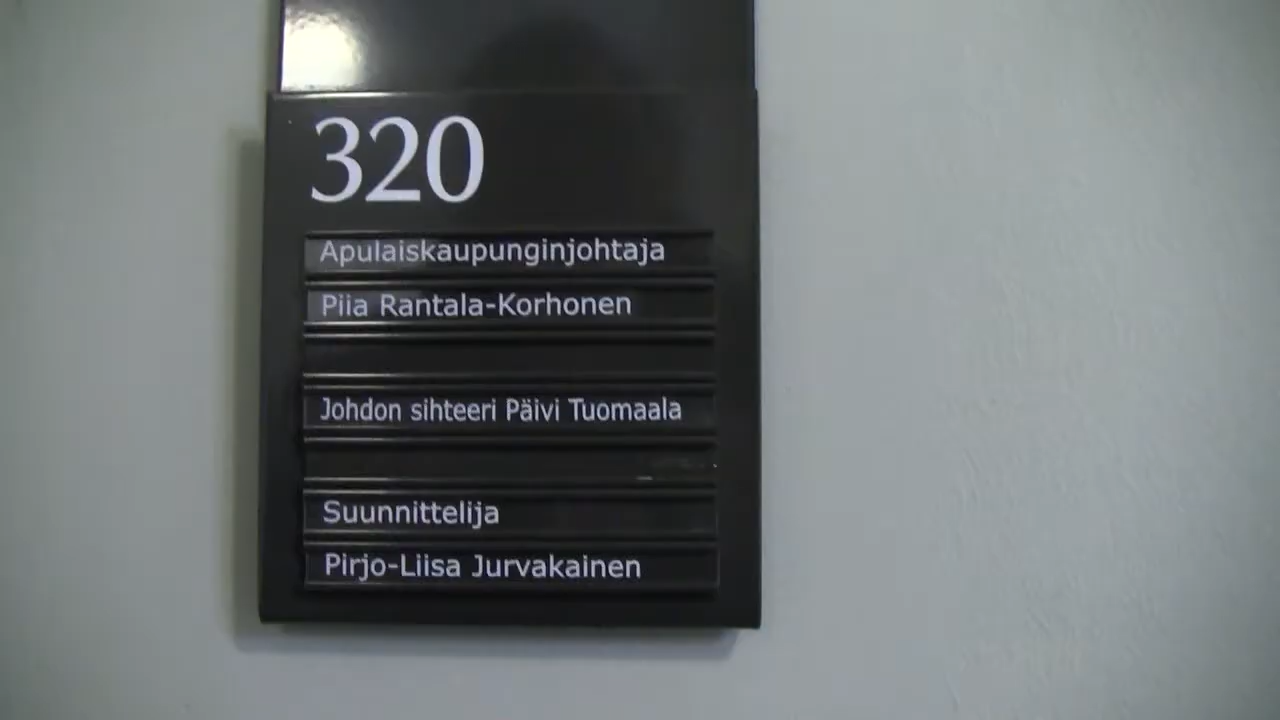 320
Apulaiskaupunginjohtaja
Piia Rantala-Korhonen
Johdon sihteeri Päivi Tuomaala
Suunnittelija
Pirjo-Liisa Jurvakainen